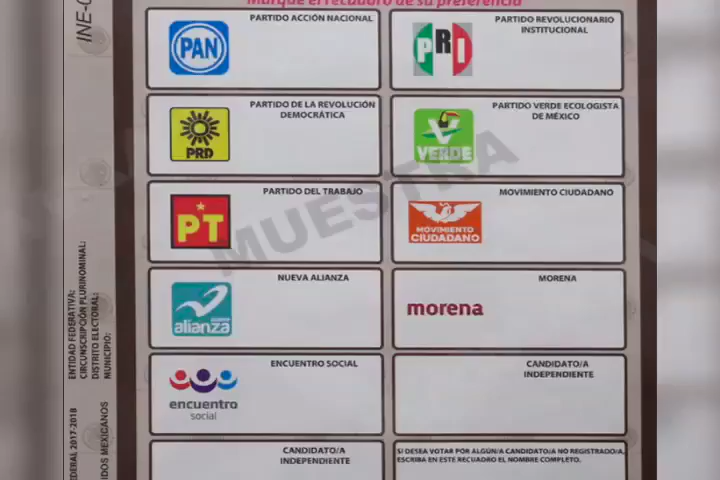 Marque el recuadro de su preferencia
INE-
PARTIDO ACCIÓN NACIONAL
PAN
PARTIDO REVOLUCIONARIO
INSTITUCIONAL
PRI
PARTIDO DE LA REVOLUCIÓN
DEMOCRÁTICA
PRD
PARTIDO VERDE ECOLOGISTA
DE MÉXICO
VERDE
MUESTRA
PARTIDO DEL TRABAJO
PT
MOVIMIENTO CIUDADANO
MOVIMIENTO
CIUDADANO
NUEVA ALIANZA
alianza
MORENA
morena
ENCUENTRO SOCIAL
encuentro
social
CANDIDATO/A
INDEPENDIENTE
CANDIDATO/A
INDEPENDIENTE
SI DESEA VOTAR POR ALGÚN/A CANDIDATO/A NO REGISTRADO/A,
ESCRIBA EN ESTE RECUADRO EL NOMBRE COMPLETO.
ENTIDAD FEDERATIVA:
CIRCUNSCRIPCIÓN PLURINOMINAL:
DISTRITO ELECTORAL:
MUNICIPIO:
EDERAL 2017-2018
IDOS MEXICANOS